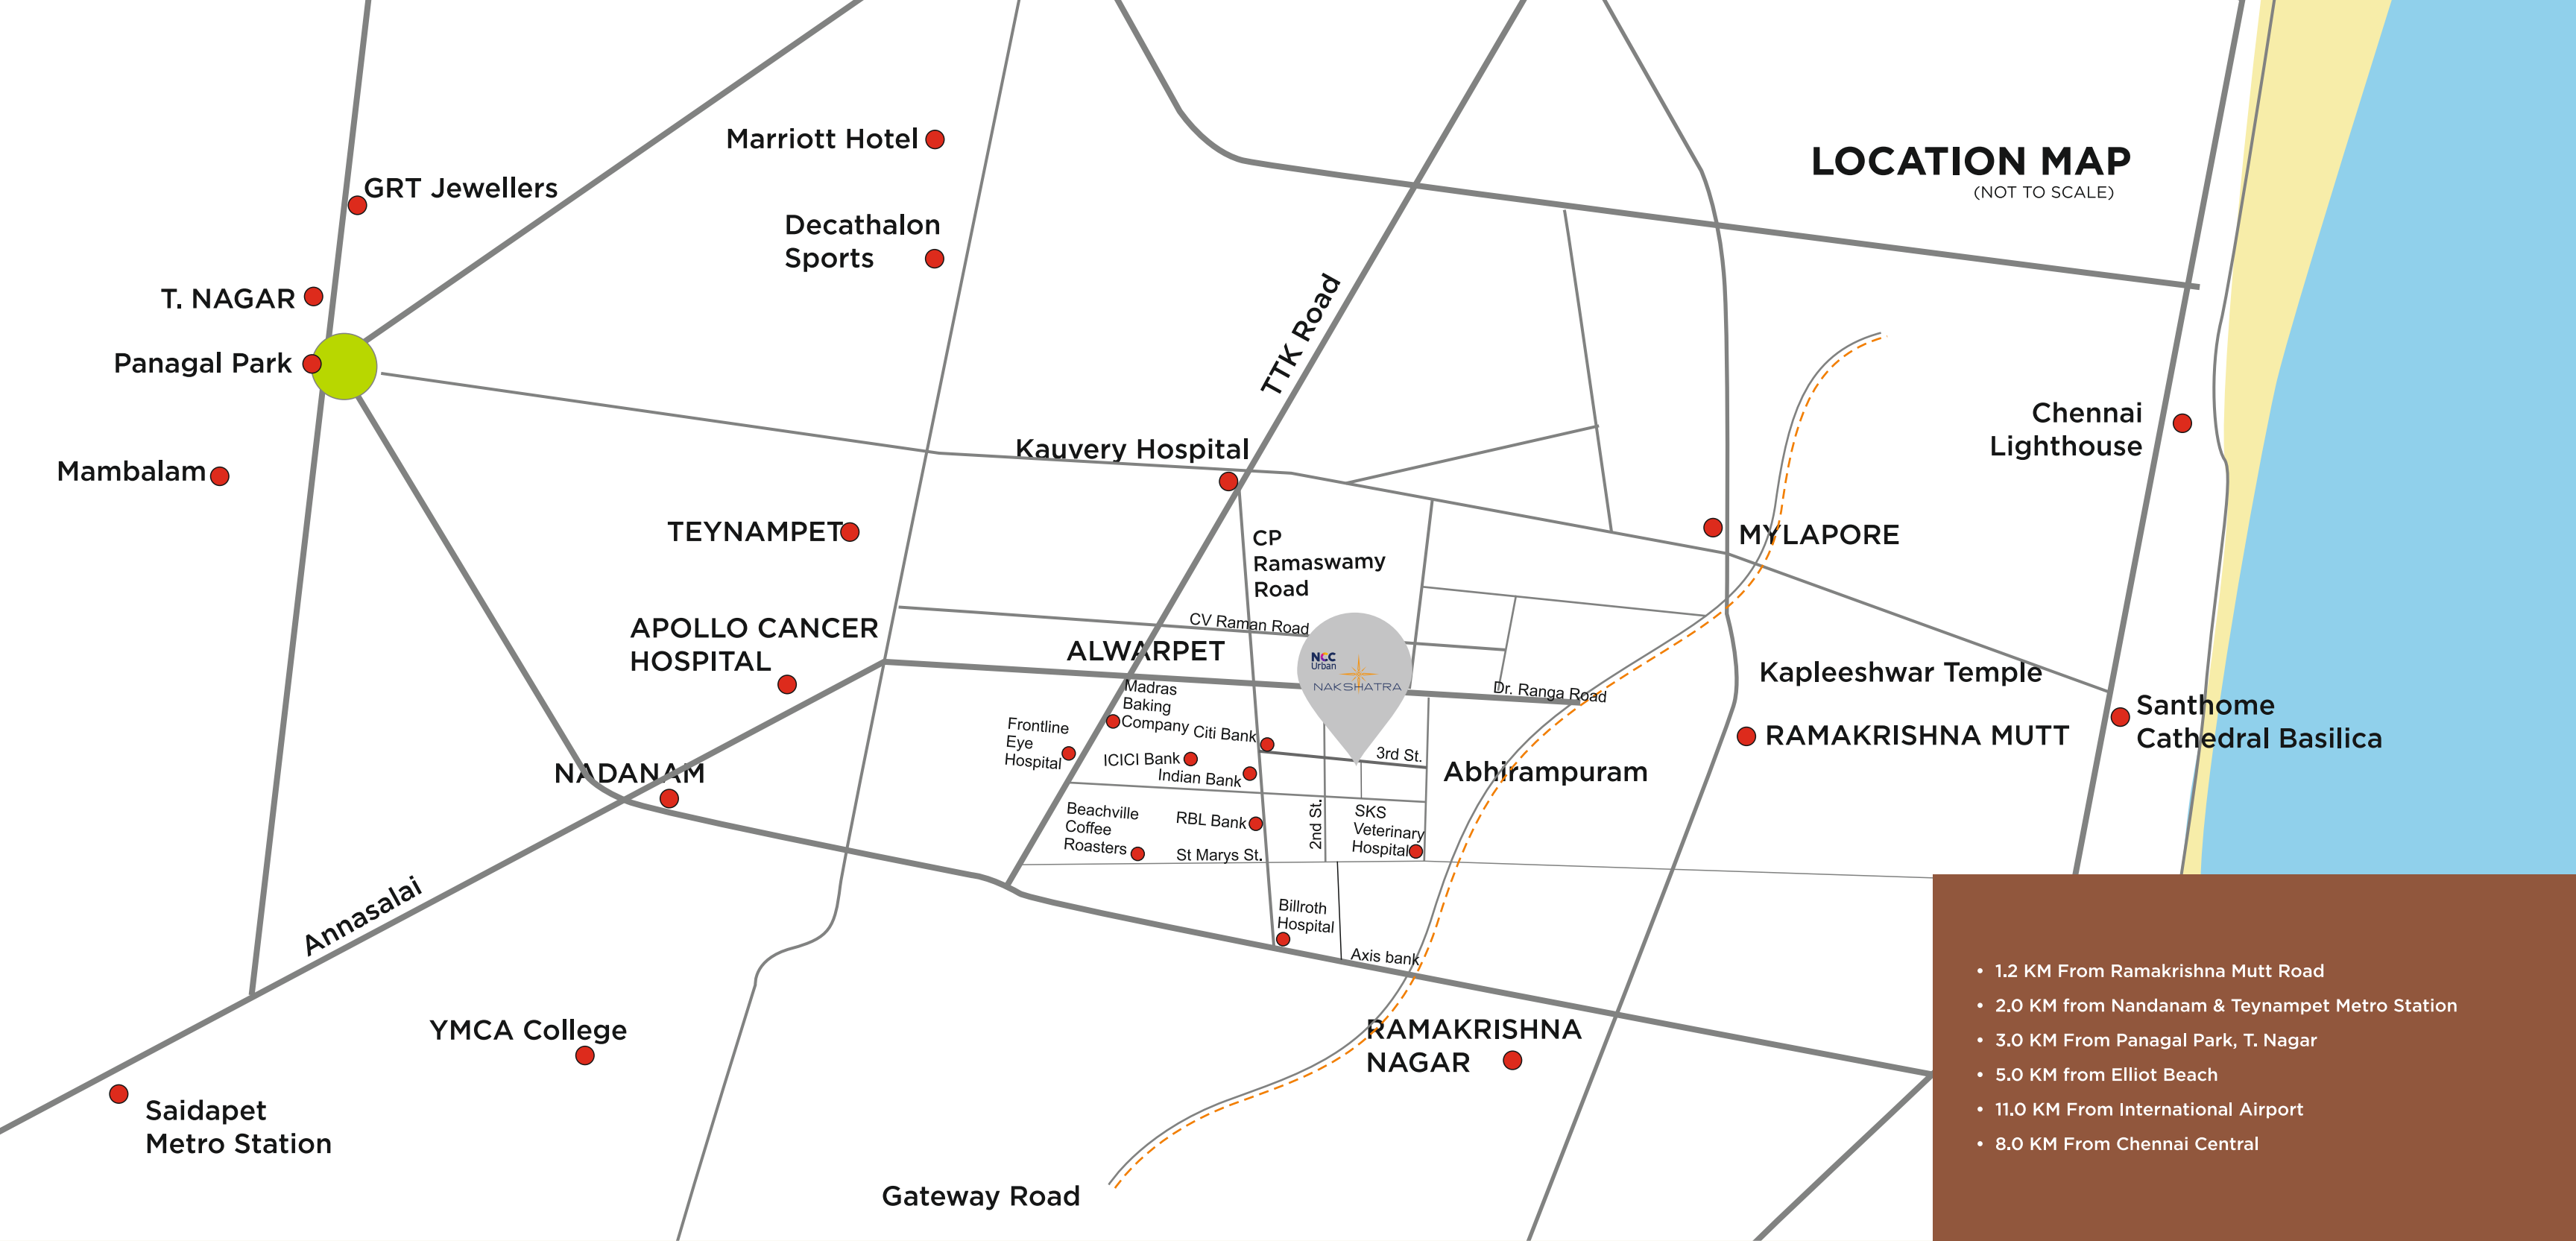 LOCATION MAP
(NOT TO SCALE)
Marriott Hotel
GRT Jewellers
Decathalon
Sports
T. NAGAR
Panagal Park
Mambalam
TTK Road
Kauvery Hospital
Chennai
Lighthouse
TEYNAMPET
CP
Ramaswamy
Road
MYLAPORE
APOLLO CANCER
HOSPITAL
CV Raman Road
ALWARPET
NCC
Urban
NAKSHATRA
Dr. Ranga Road
Kapleeshwar Temple
Santhome
Cathedral Basilica
RAMAKRISHNA MUTT
Madras
Baking
Company
Citi Bank
Frontline
Eye
Hospital
ICICI Bank
Indian Bank
3rd St.
Abhirampuram
NADANAM
Beachville
Coffee
Roasters
RBL Bank
St Marys St.
2nd St.
SKS
Veterinary
Hospital
Annasalai
Billroth
Hospital
Axis bank
YMCA College
RAMAKRISHNA
NAGAR
Saidapet
Metro Station
Gateway Road
• 1.2 KM From Ramakrishna Mutt Road
• 2.0 KM from Nandanam & Teynampet Metro Station
• 3.0 KM From Panagal Park, T. Nagar
• 5.0 KM from Elliot Beach
• 11.0 KM From International Airport
• 8.0 KM From Chennai Central